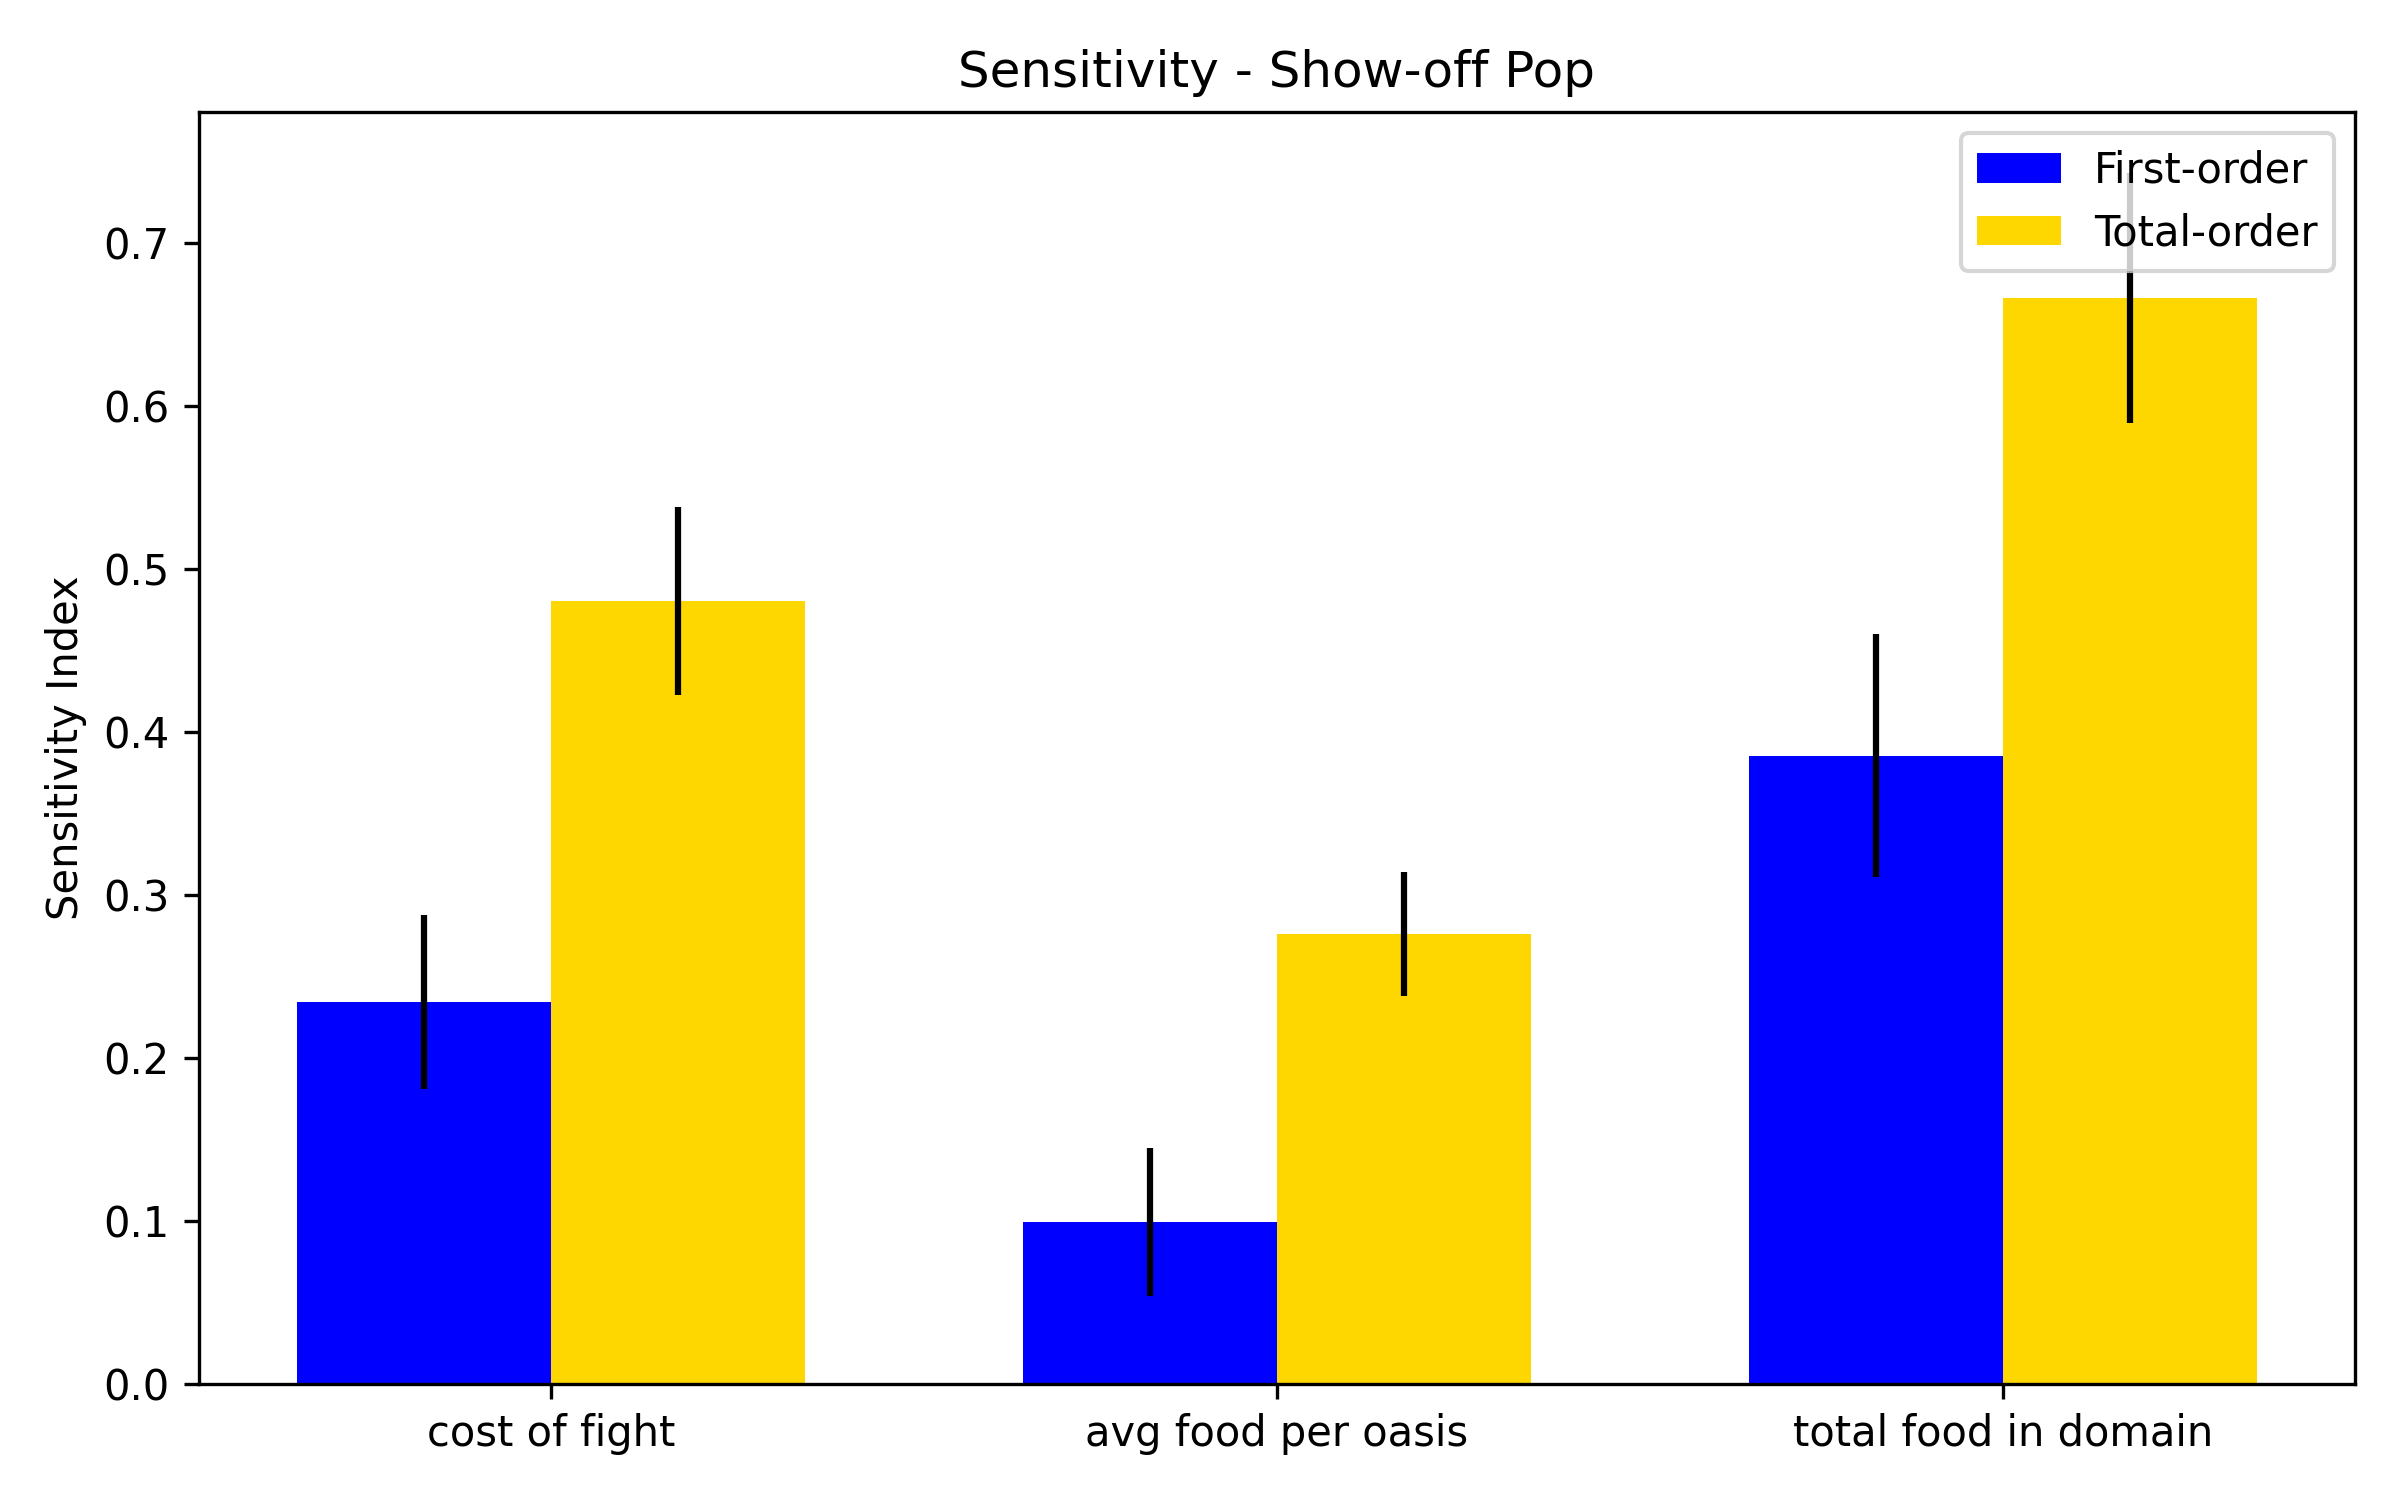 Sensitivity - Show-off Pop
First-order
Total-order
Sensitivity Index
0.7
0.6
0.5
0.4
0.3
0.2
0.1
0.0
cost of fight
avg food per oasis
total food in domain